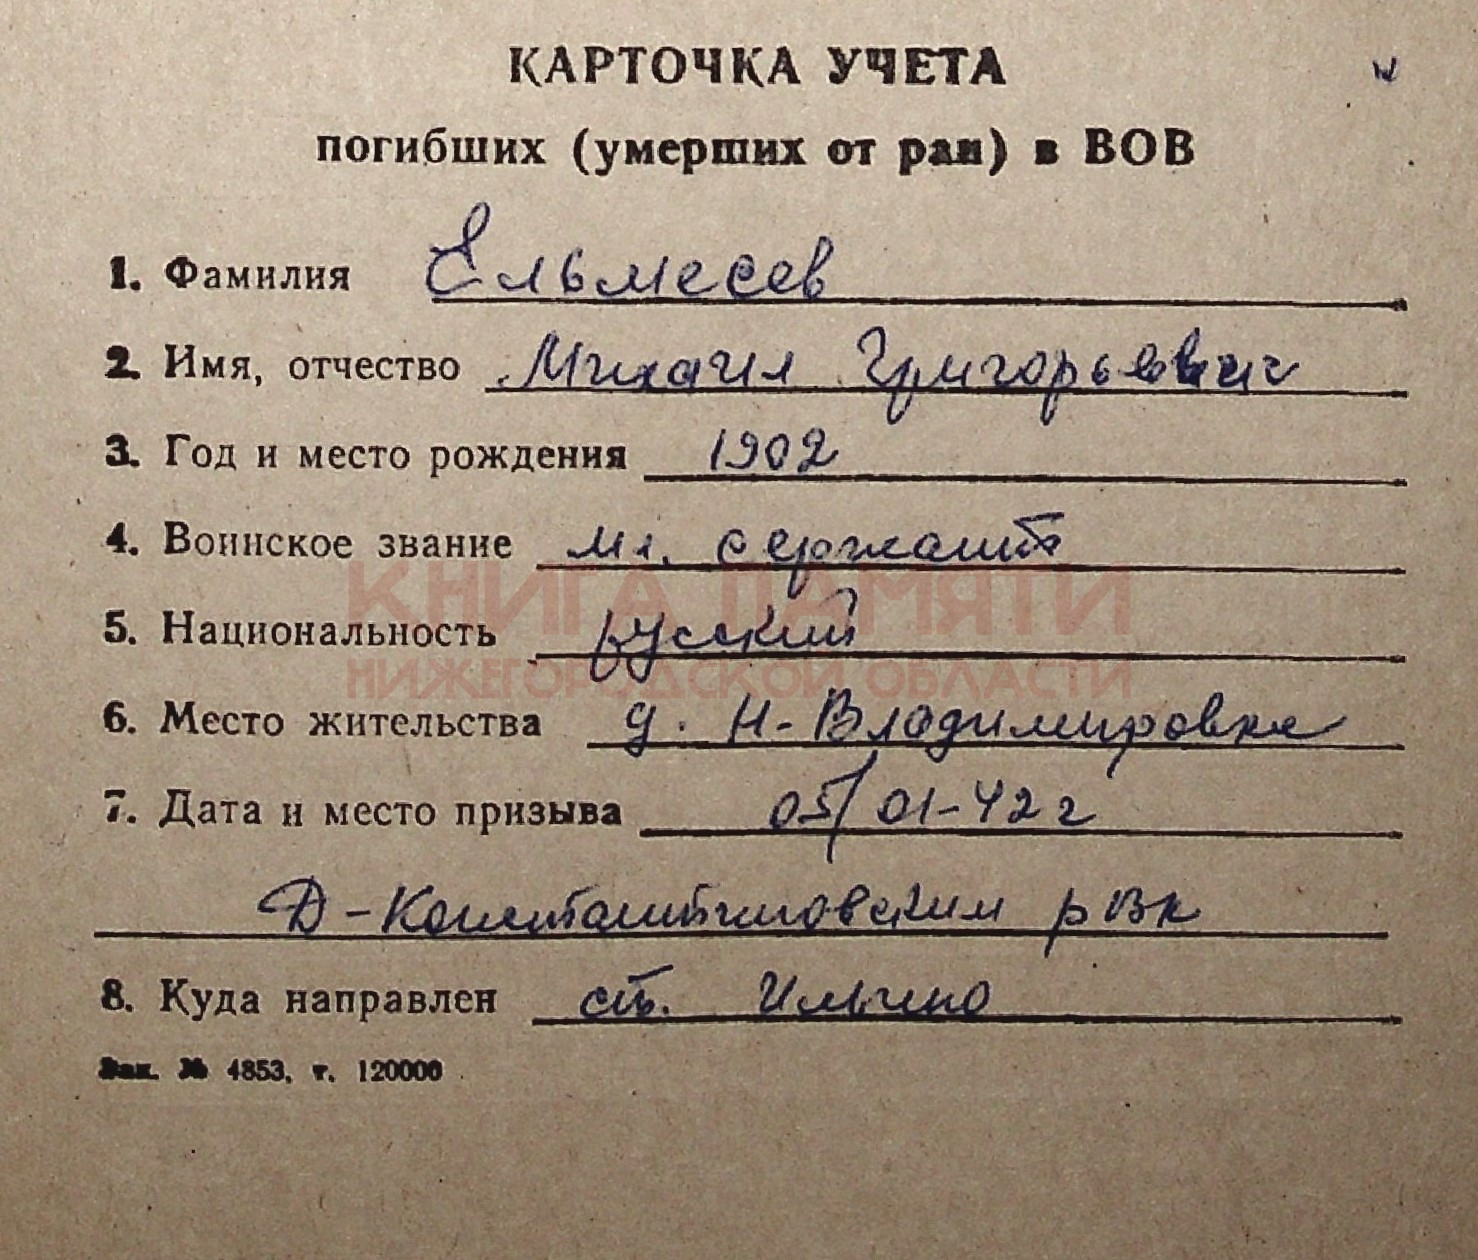 КАРТОЧКА УЧЕТА
погибших (умерших от ран) в ВОВ
1. Фамилия Ельмесев
2. Имя, отчество Михаил Григорьевич
3. Год и место рождения 1902
4. Воинское звание мл. сержант
5. Национальность русский
КНИГА ПАМЯТИ
НИЖЕГОРОДСКОЙ ОБЛАСТИ
6. Место жительства д. Н-Владимировка
7. Дата и место призыва 05/01-42 г
Д-Константиновским рвк
8. Куда направлен ст. Ильино
Зак. № 4853, т. 120000